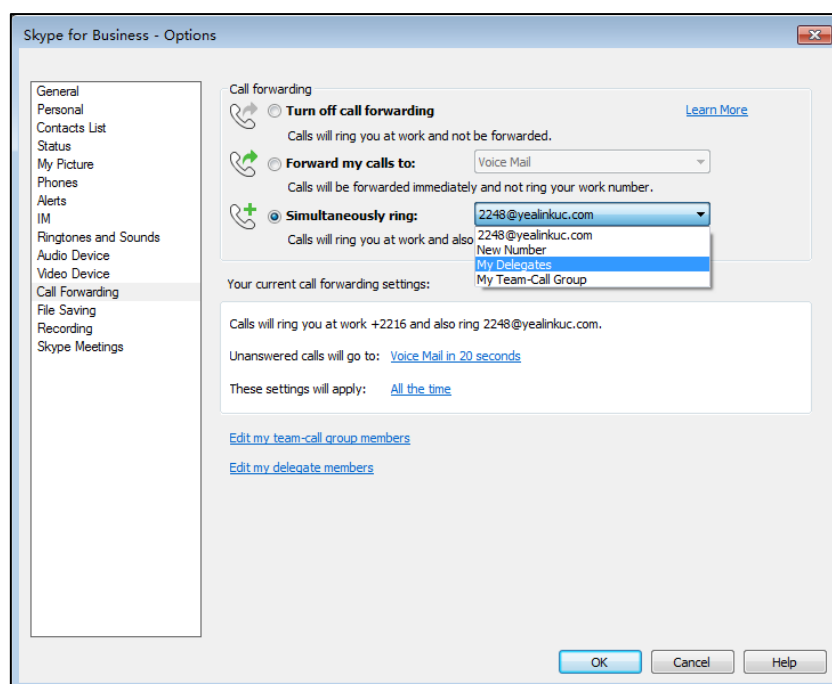 Skype for Business - Options
General
Personal
Contacts List
Status
My Picture
Phones
Alerts
IM
Ringtones and Sounds
Audio Device
Video Device
Call Forwarding
File Saving
Recording
Skype Meetings
Call forwarding
Turn off call forwarding
Learn More
Calls will ring you at work and not be forwarded.
Forward my calls to:
Voice Mail
Calls will be forwarded immediately and not ring your work number.
Simultaneously ring:
2248@yealinkuc.com
Calls will ring you at work and also
2248@yealinkuc.com
New Number
My Delegates
My Team-Call Group
Your current call forwarding settings:
Calls will ring you at work +2216 and also ring 2248@yealinkuc.com.
Unanswered calls will go to: Voice Mail in 20 seconds
These settings will apply: All the time
Edit my team-call group members
Edit my delegate members
OK
Cancel
Help